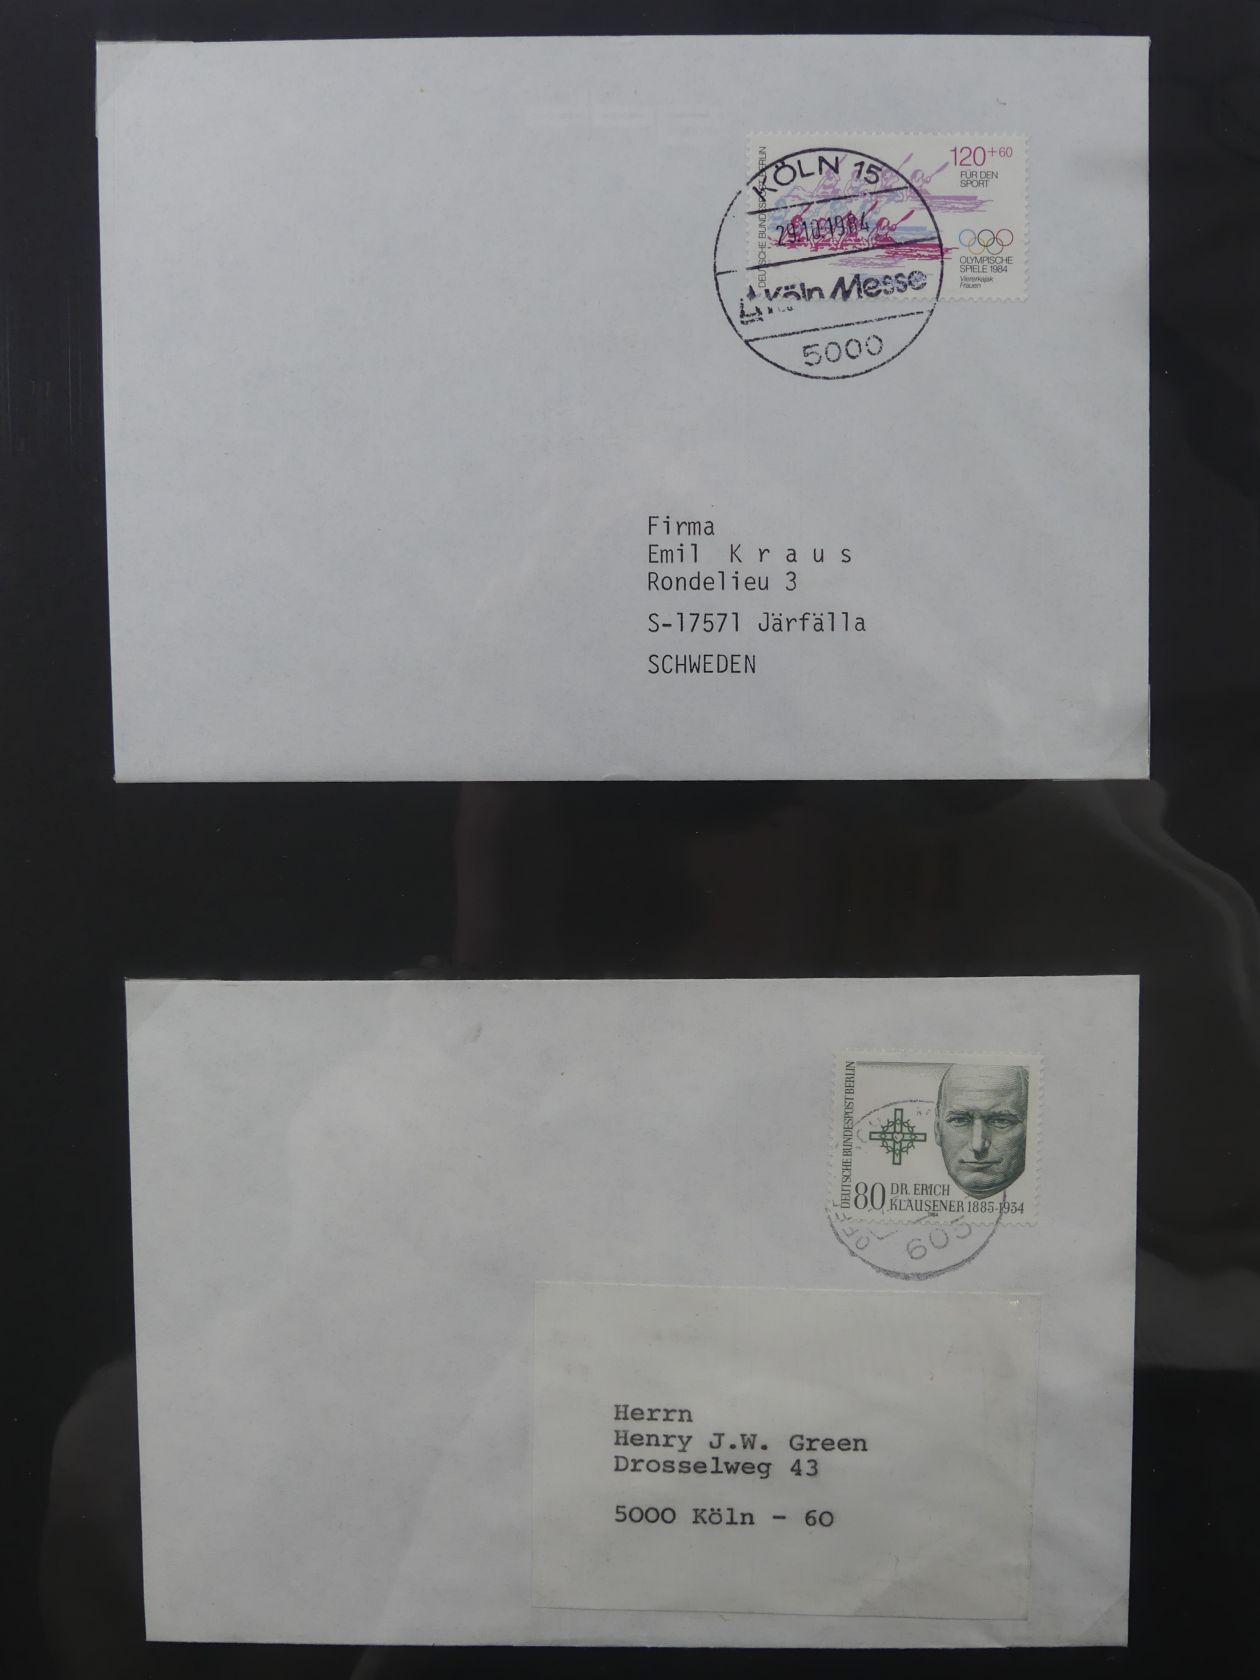 DEUTSCHE BUNDESPOST BERLIN
120+60
FÜR DEN
SPORT
OLYMPISCHE
SPIELE 1984
Viererkajak
Frauen
KÖLN 15
29.10.1984
Köln Messe
5000
Firma
Emil K r a u s
Rondelieu 3
S-17571 Järfälla
SCHWEDEN
DEUTSCHE BUNDESPOST BERLIN
80 DR. ERICH
KLAUSENER 1885-1934
1984
605
Herrn
Henry J.W. Green
Drosselweg 43
5000 Köln - 60